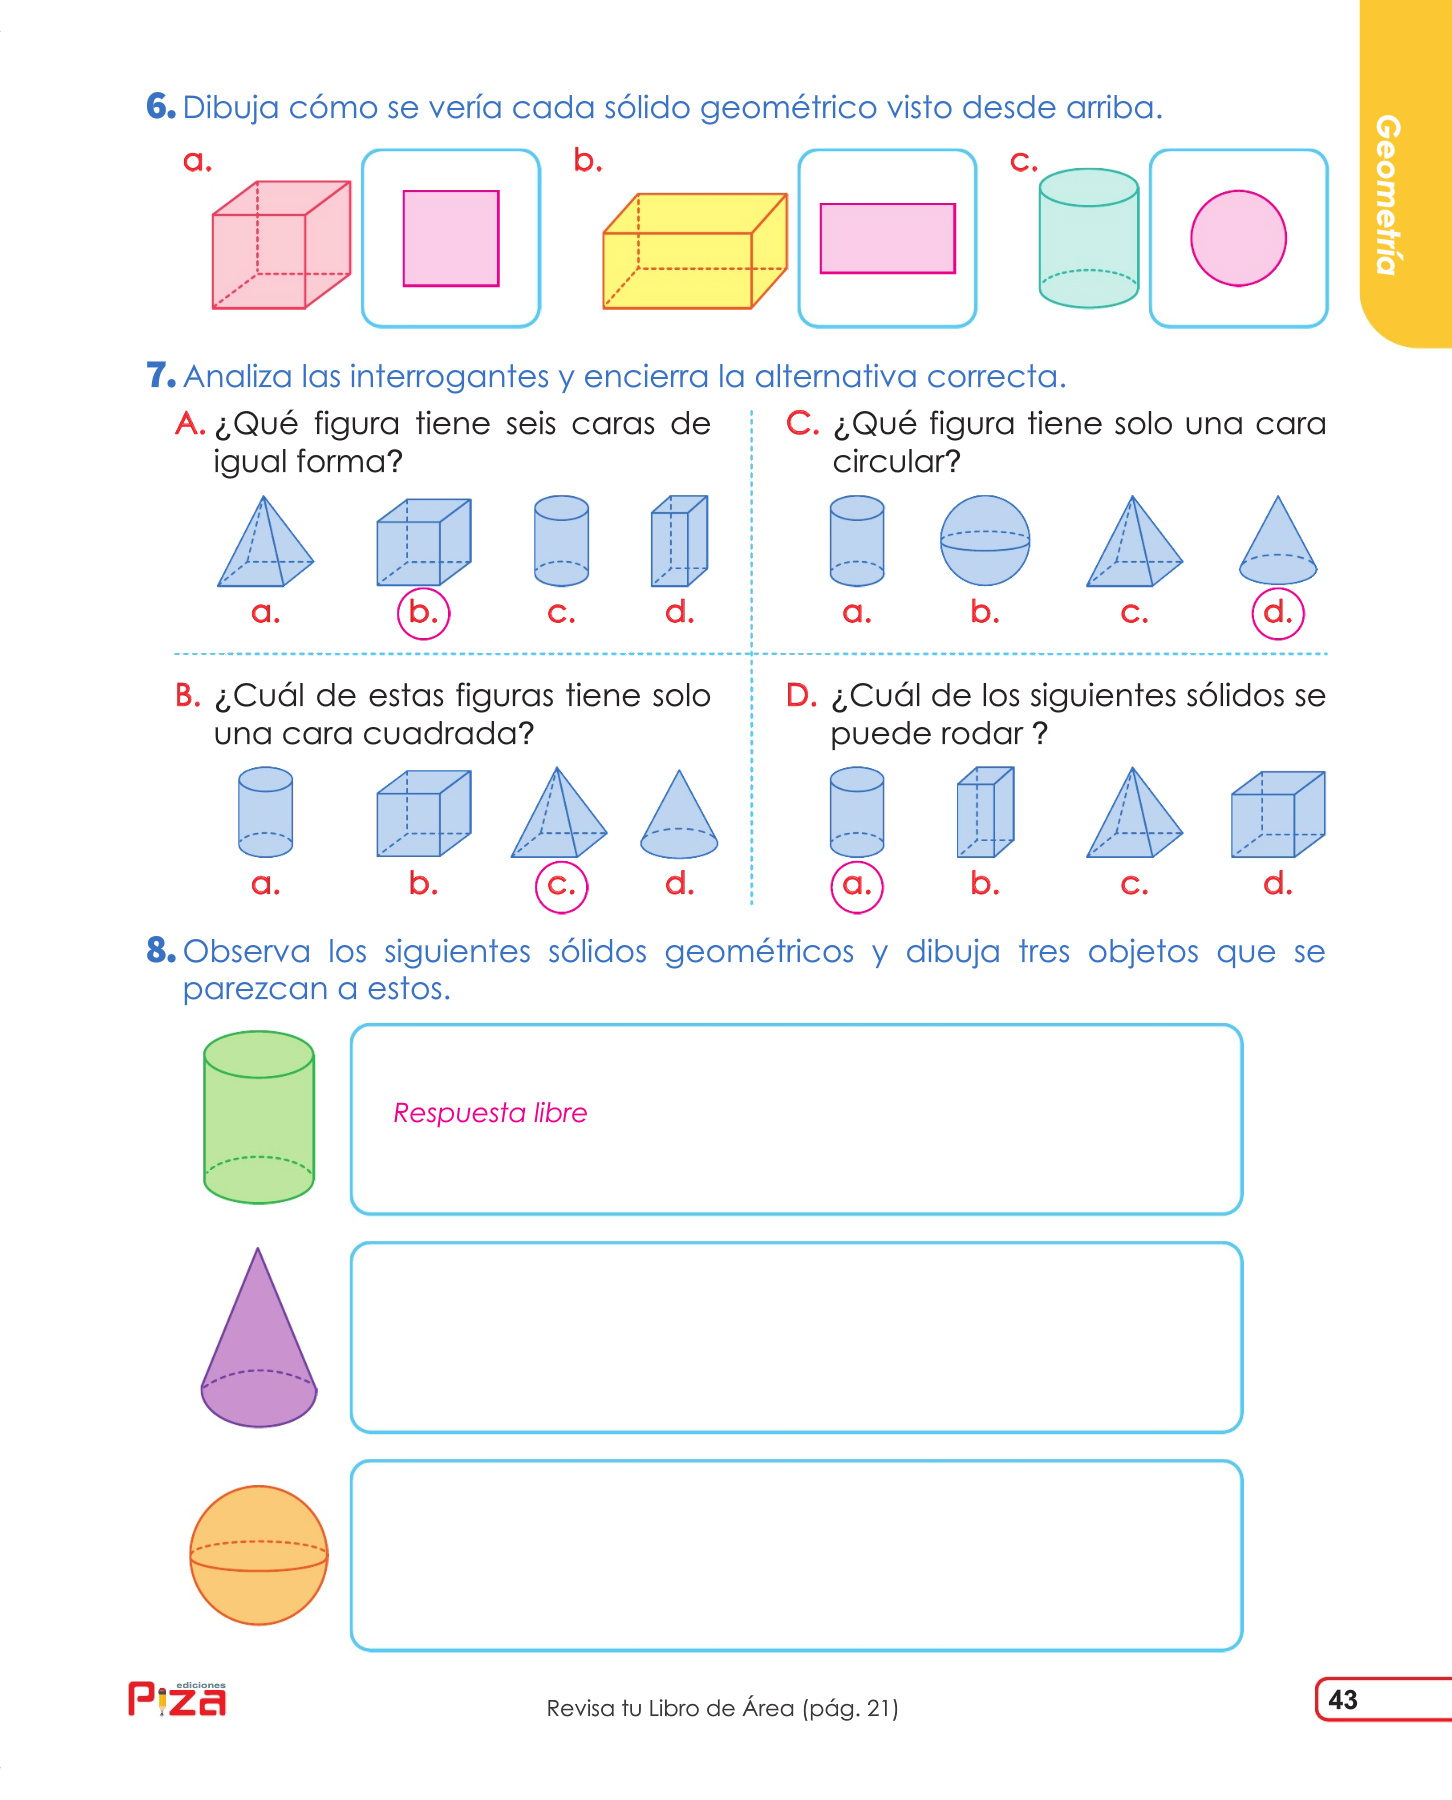 6. Dibuja cómo se vería cada sólido geométrico visto desde arriba.
a.
b.
c.
Geometría
7. Analiza las interrogantes y encierra la alternativa correcta.
A. ¿Qué figura tiene seis caras de
igual forma?
a. b. c. d.
C. ¿Qué figura tiene solo una cara
circular?
a. b. c. d.
B. ¿Cuál de estas figuras tiene solo
una cara cuadrada?
a. b. c. d.
D. ¿Cuál de los siguientes sólidos se
puede rodar ?
a. b. c. d.
8. Observa los siguientes sólidos geométricos y dibuja tres objetos que se
parezcan a estos.
Respuesta libre
ediciones
Piza
Revisa tu Libro de Área (pág. 21)
43